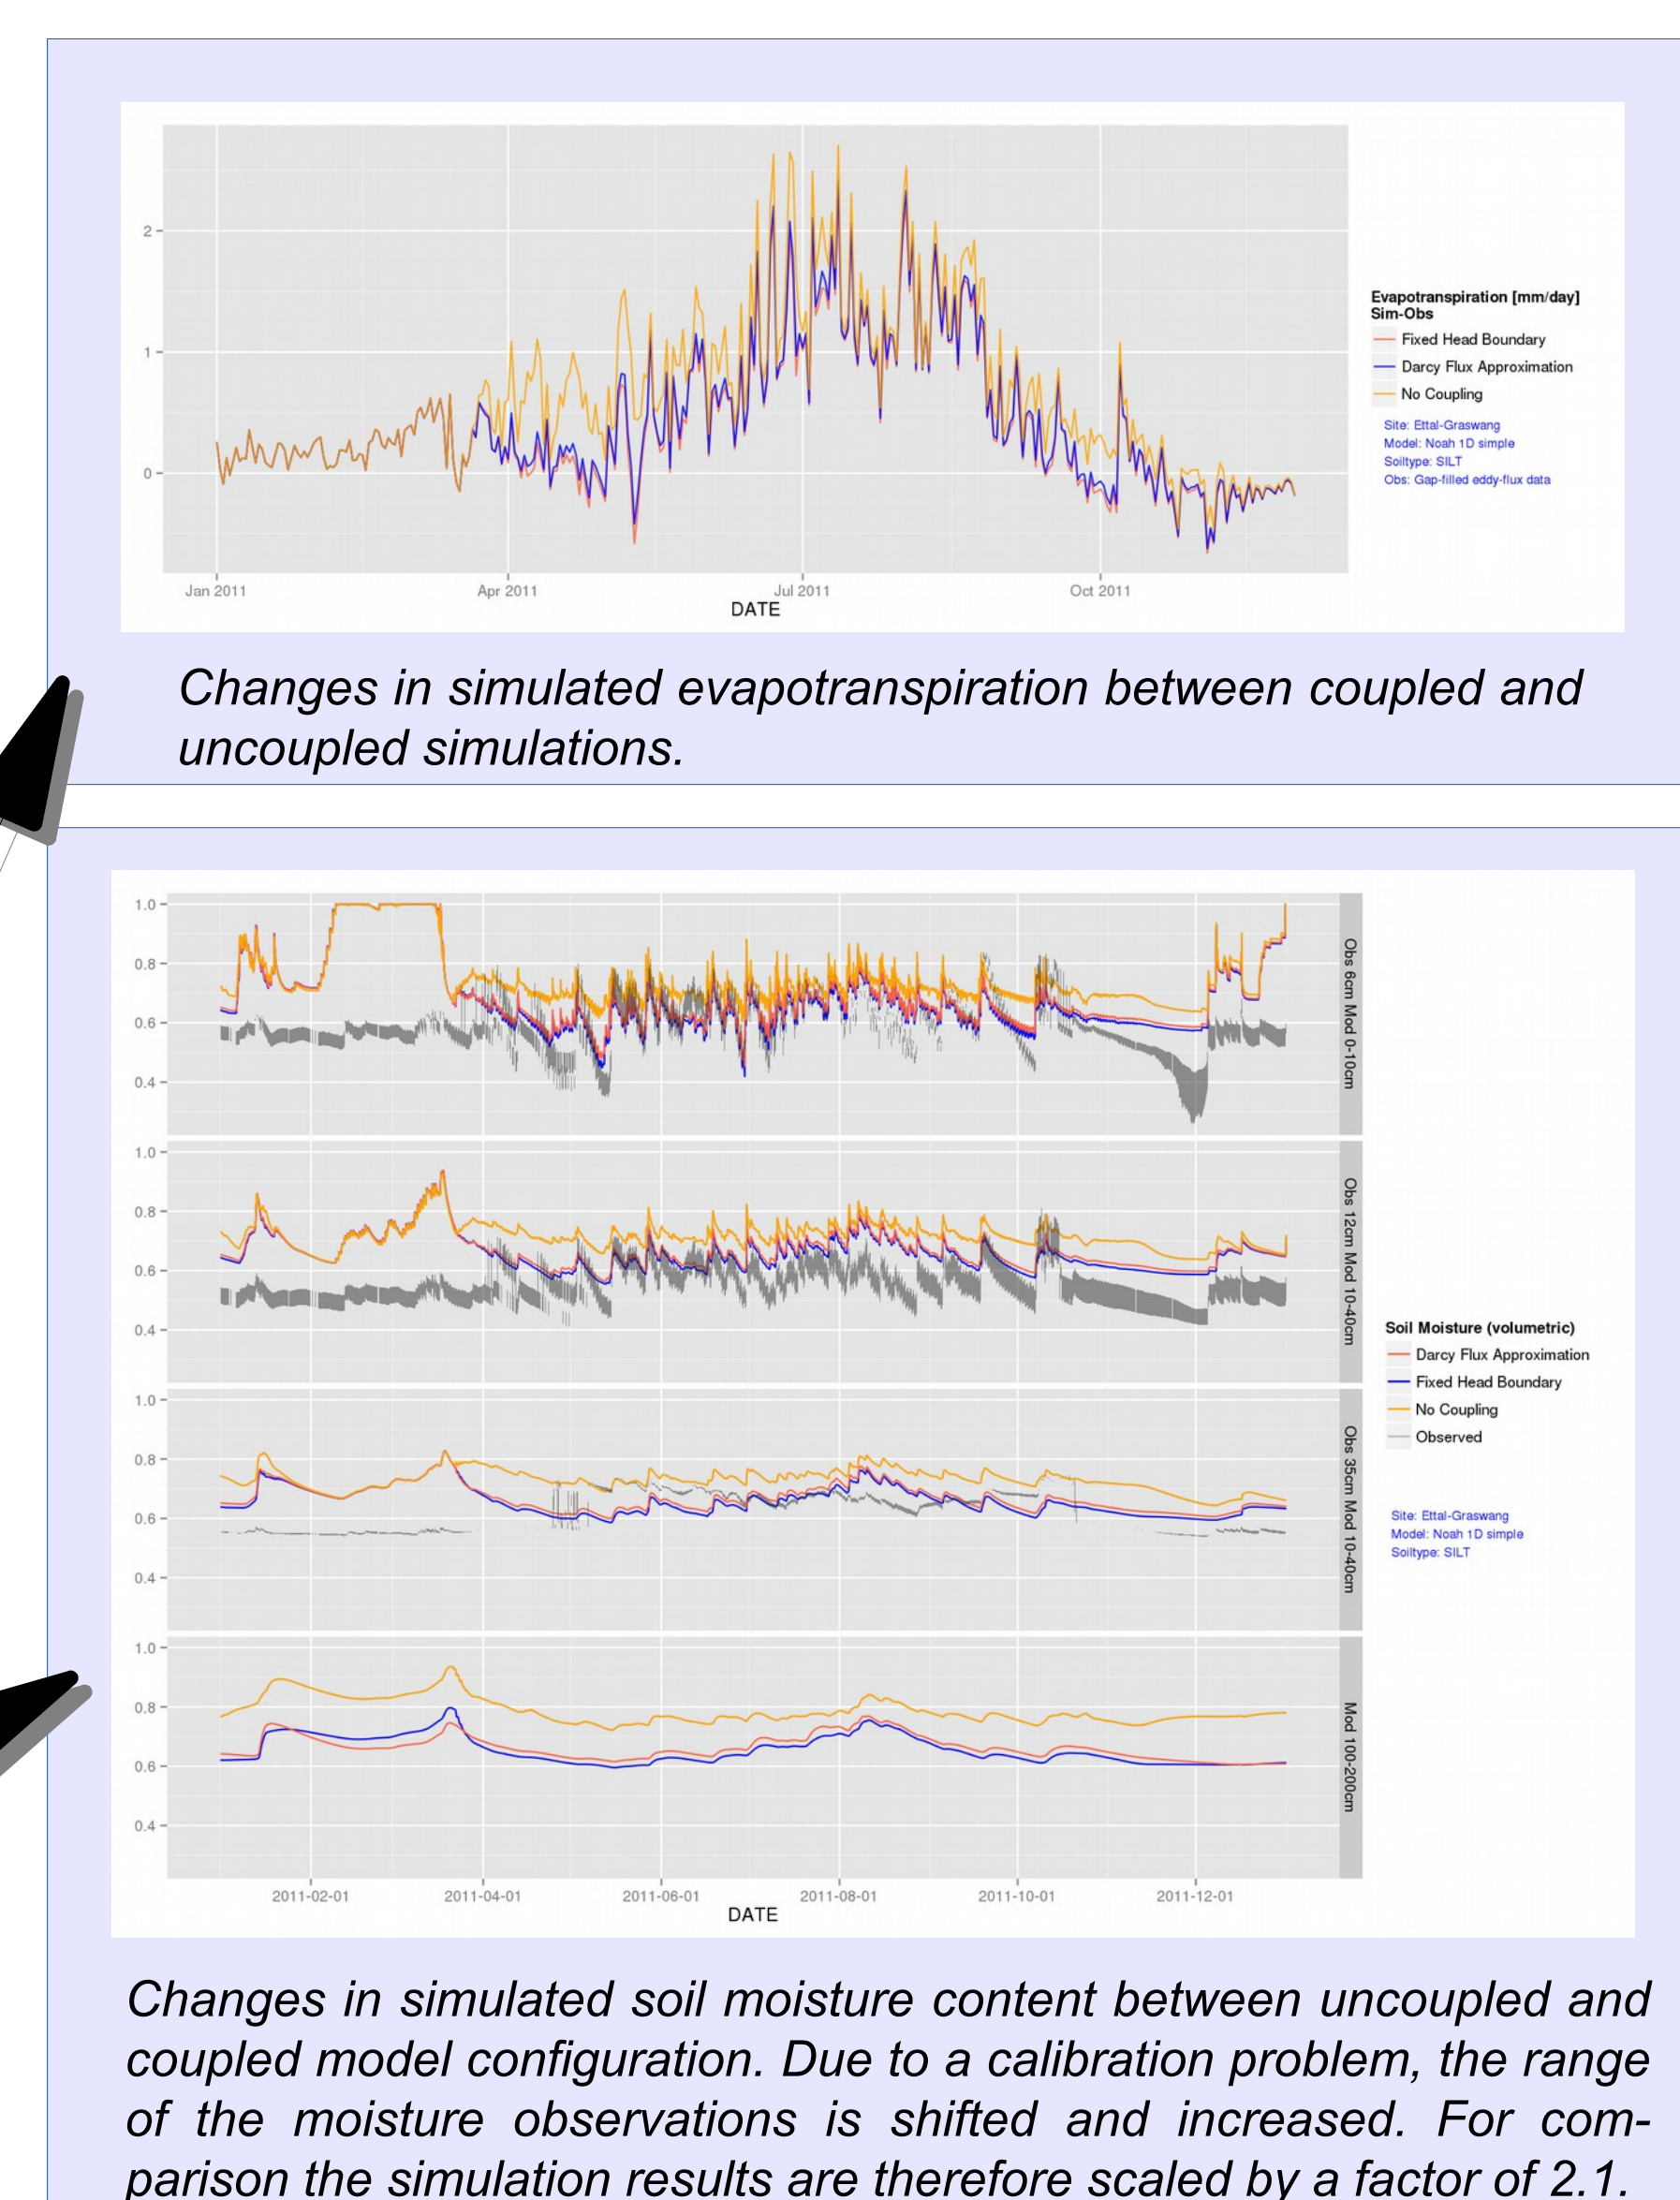 2
1
0
Jan 2011
Apr 2011
Jul 2011
Oct 2011
DATE
Evapotranspiration [mm/day]
Sim-Obs
Fixed Head Boundary
Darcy Flux Approximation
No Coupling
Site: Ettal-Graswang
Model: Noah 1D simple
Soiltype: SILT
Obs: Gap-filled eddy-flux data
Changes in simulated evapotranspiration between coupled and
uncoupled simulations.
1.0
0.8
0.6
0.4
Obs 6cm Mod 0-10cm
1.0
0.8
0.6
0.4
Obs 12cm Mod 10-40cm
1.0
0.8
0.6
0.4
Obs 35cm Mod 10-40cm
1.0
0.8
0.6
0.4
Mod 100-200cm
2011-02-01
2011-04-01
2011-06-01
2011-08-01
2011-10-01
2011-12-01
DATE
Soil Moisture (volumetric)
Darcy Flux Approximation
Fixed Head Boundary
No Coupling
Observed
Site: Ettal-Graswang
Model: Noah 1D simple
Soiltype: SILT
Changes in simulated soil moisture content between uncoupled and
coupled model configuration. Due to a calibration problem, the range
of the moisture observations is shifted and increased. For com-
parison the simulation results are therefore scaled by a factor of 2.1.